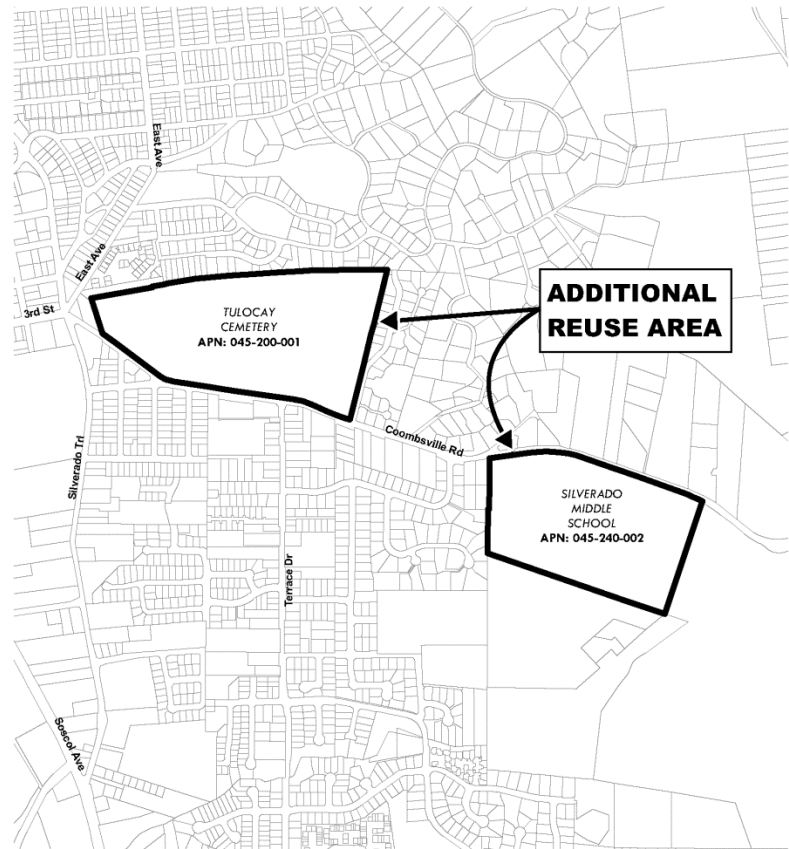 East Ave
East Ave
3rd St
TULOCAY
CEMETERY
APN: 045-200-001
ADDITIONAL
REUSE AREA
Coombsville Rd
Silverado Trl
SILVERADO
MIDDLE
SCHOOL
APN: 045-240-002
Terrace Dr
Soscol Ave